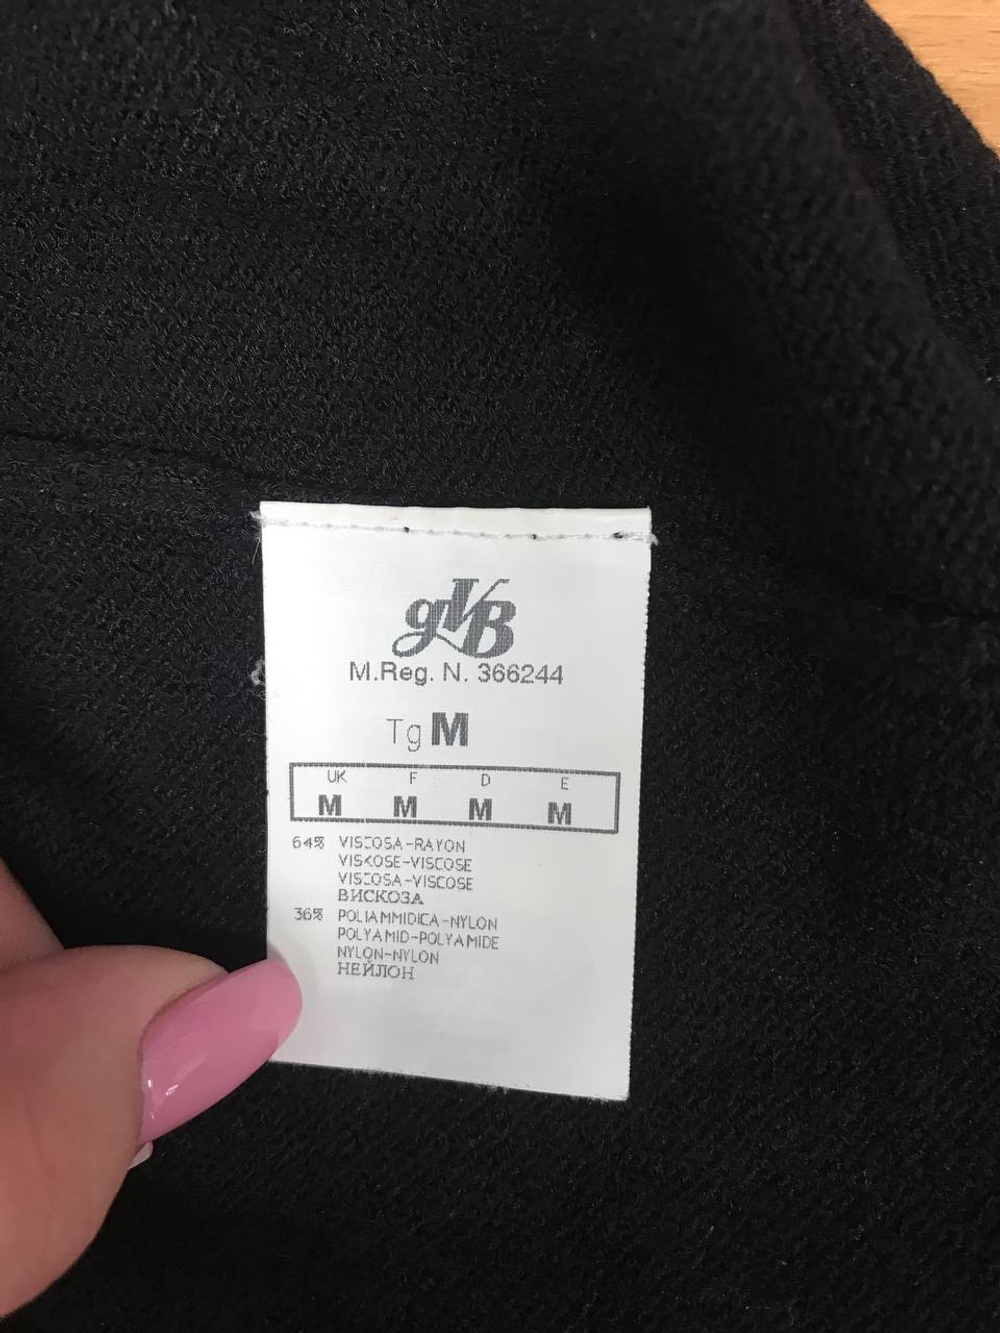 gVB
M.Reg. N. 366244
Tg M
UK F D E
M M M M
64% VISCOSA-RAYON
VISKOSE-VISCOSE
VISCOSA-VISCOSE
ВИСКОЗА
36% POLIAMMIDICA-NYLON
POLYAMID-POLYAMIDE
NYLON-NYLON
НЕЙЛОН